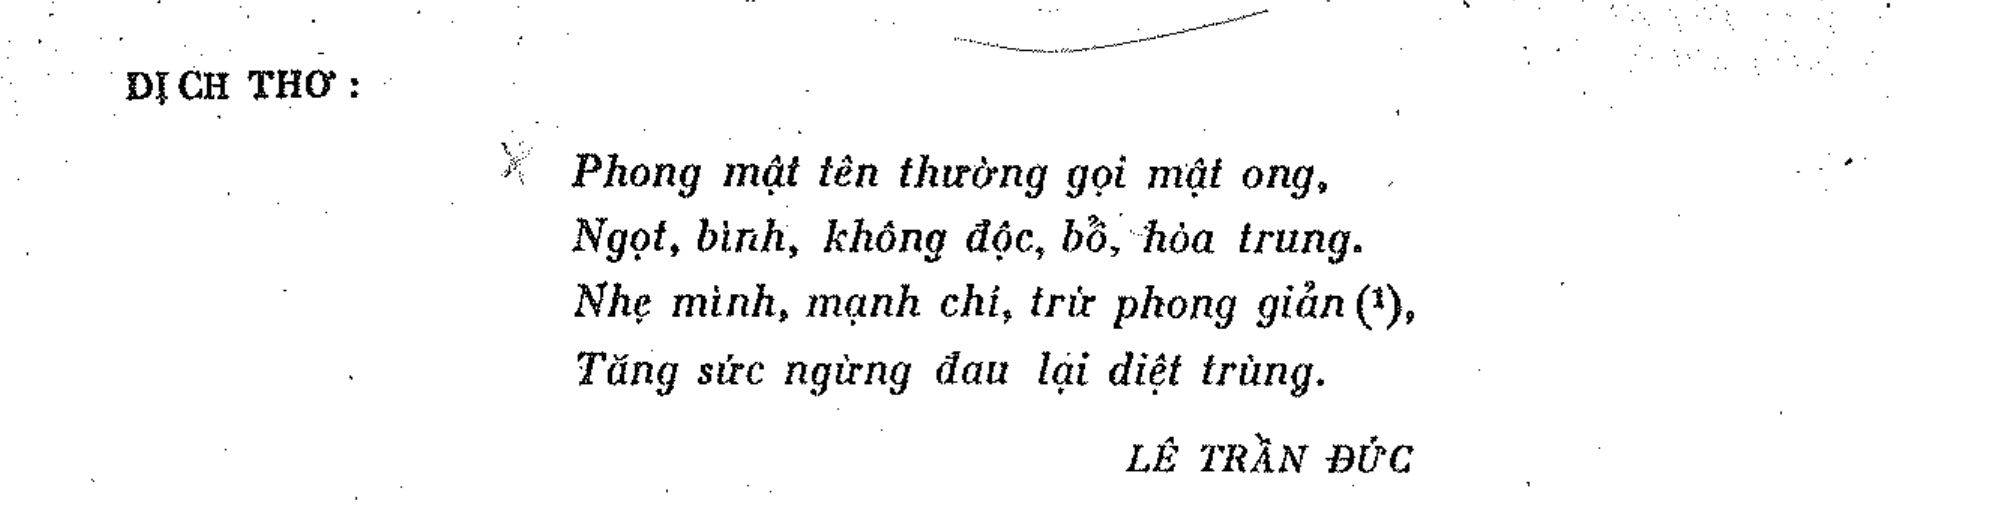 DỊCH THƠ :
Phong mật tên thường gọi mật ong,
Ngọt, bình, không độc, bổ, hòa trung.
Nhẹ mình, mạnh chí, trừ phong giản (1),
Tăng sức ngừng đau lại diệt trùng.
LÊ TRẦN ĐỨC